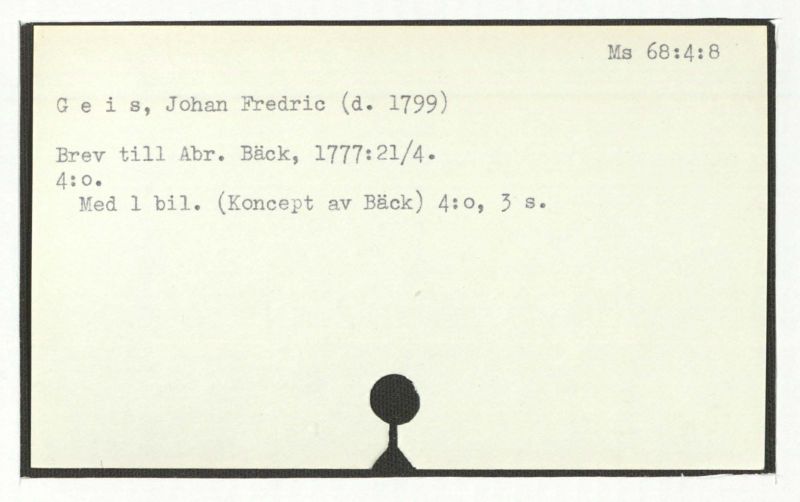 Ms 68:4:8
G e i s, Johan Fredric (d. 1799)
Brev till Abr. Bäck, 1777:21/4.
4:o.
Med 1 bil. (Koncept av Bäck) 4:o, 3 s.